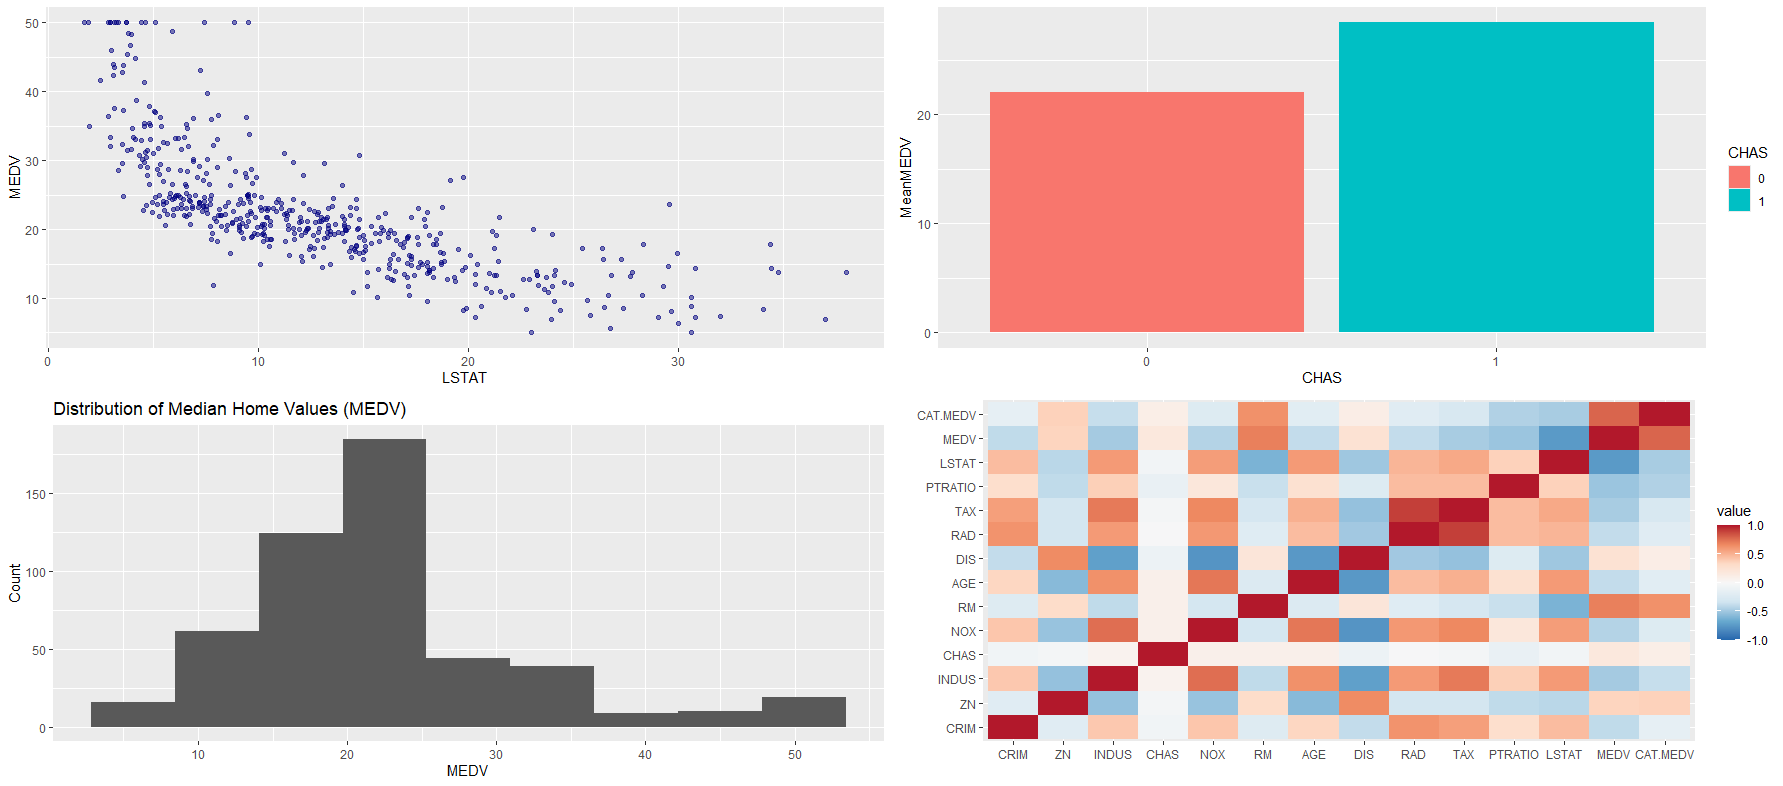 50
40
30
20
10
MEDV
0
10
20
30
LSTAT
20
10
0
MeanMEDV
0
1
CHAS
CHAS
0
1
Distribution of Median Home Values (MEDV)
150
100
50
0
Count
10
20
30
40
50
MEDV
CAT.MEDV
MEDV
LSTAT
PTRATIO
TAX
RAD
DIS
AGE
RM
NOX
CHAS
INDUS
ZN
CRIM
CRIM ZN INDUS CHAS NOX RM AGE DIS RAD TAX PTRATIO LSTAT MEDV CAT.MEDV
value
1.0
0.5
0.0
-0.5
-1.0